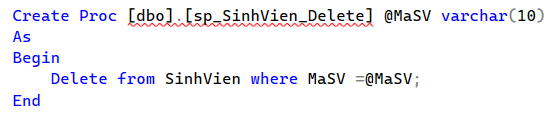 Create Proc [dbo].[sp_SinhVien_Delete] @MaSV varchar(10)
As
Begin
    Delete from SinhVien where MaSV =@MaSV;
End